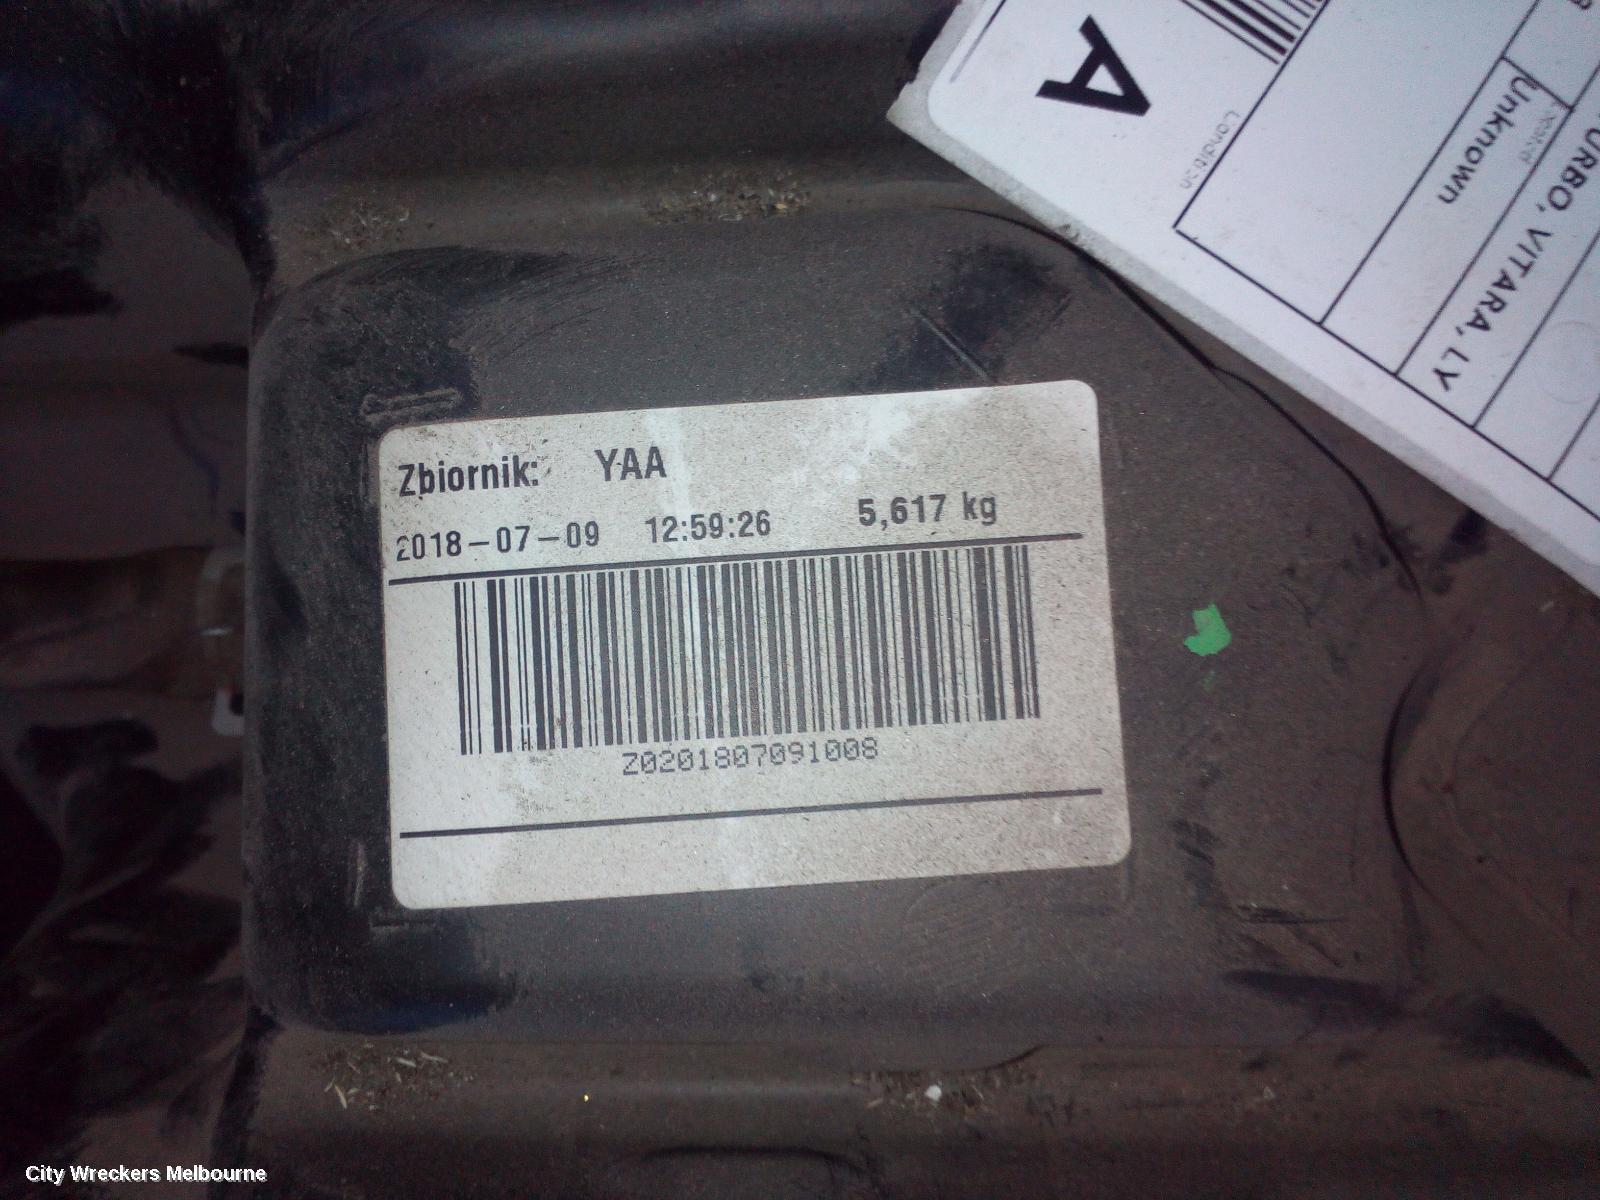 A
Condition
Unknown
URBO, VITARA, LY
Zbiornik: YAA
2018-07-09 12:59:26 5,617 kg
Z0201807091008
City Wreckers Melbourne